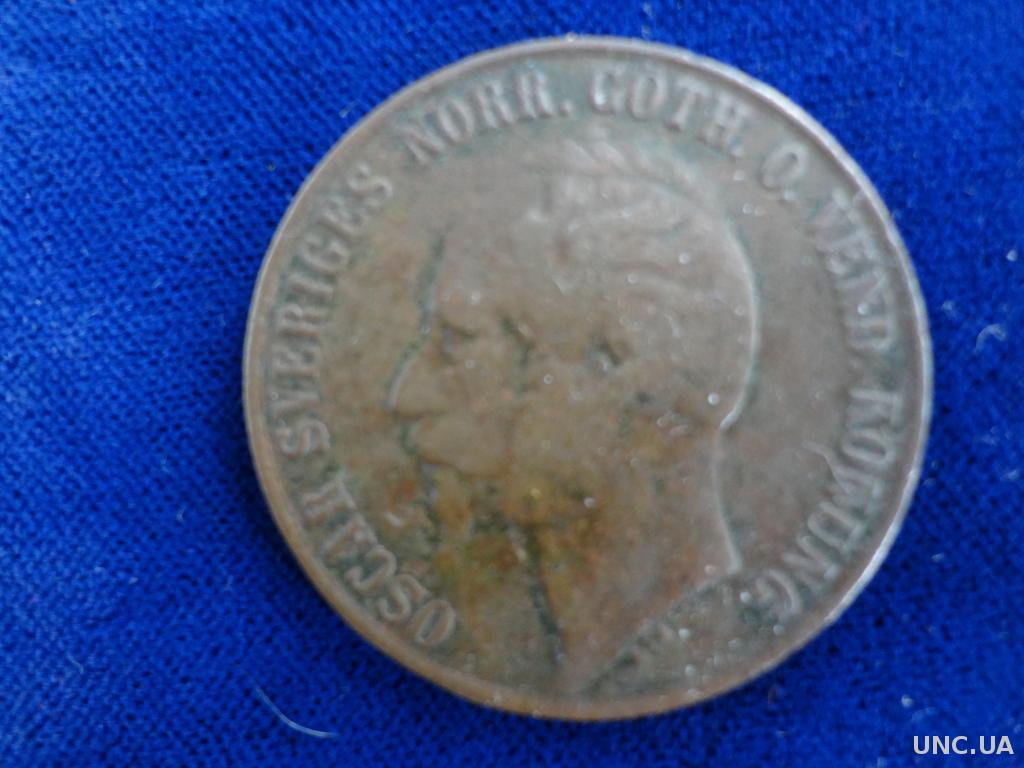 OSCAR SVERIGES NORR. GOTH. O. VEND. KONUNG.
UNC.UA